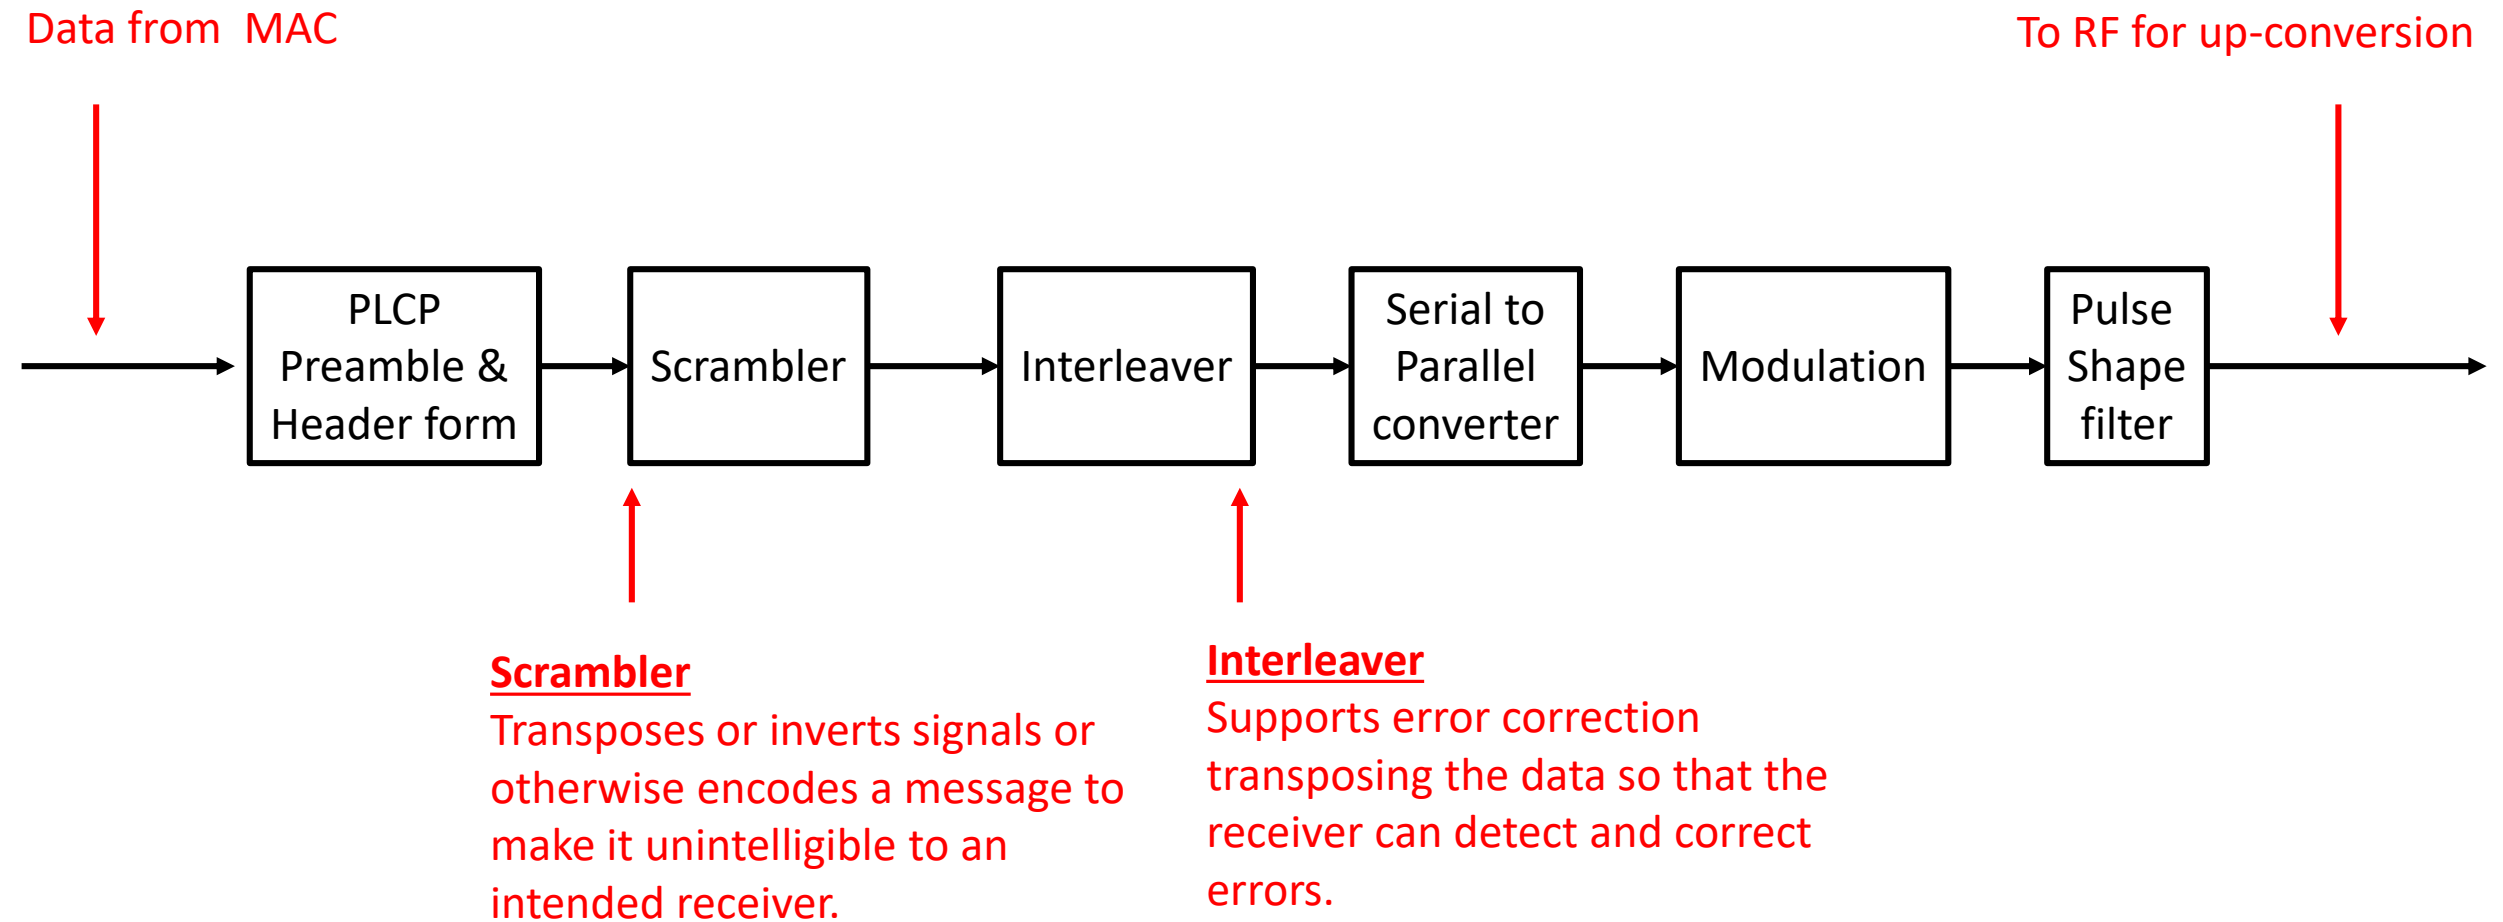 Data from  MAC
To RF for up-conversion
PLCP
Preamble &
Header form
Scrambler
Interleaver
Serial to
Parallel
converter
Modulation
Pulse
Shape
filter
Scrambler
Transposes or inverts signals or
otherwise encodes a message to
make it unintelligible to an
intended receiver.
Interleaver
Supports error correction
transposing the data so that the
receiver can detect and correct
errors.